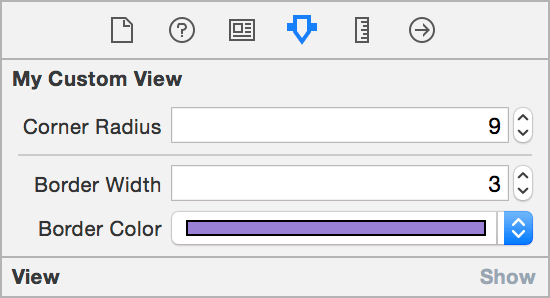 My Custom View
Corner Radius 9
Border Width 3
Border Color
View Show